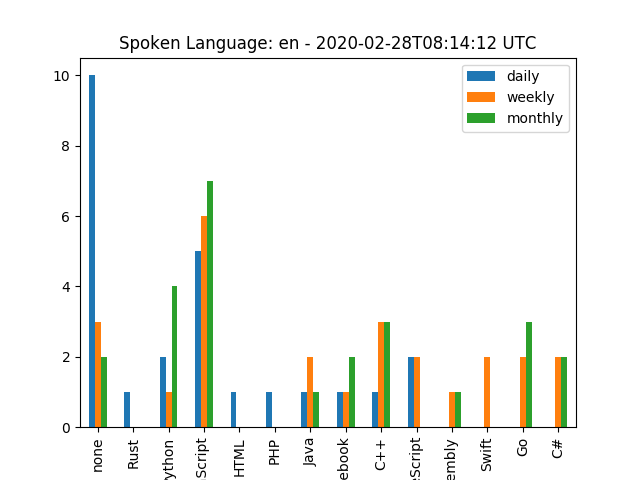 Spoken Language: en - 2020-02-28T08:14:12 UTC
daily
weekly
monthly
10
8
6
4
2
0
none
Rust
ython
Script
HTML
PHP
Java
ebook
C++
eScript
embly
Swift
Go
C#